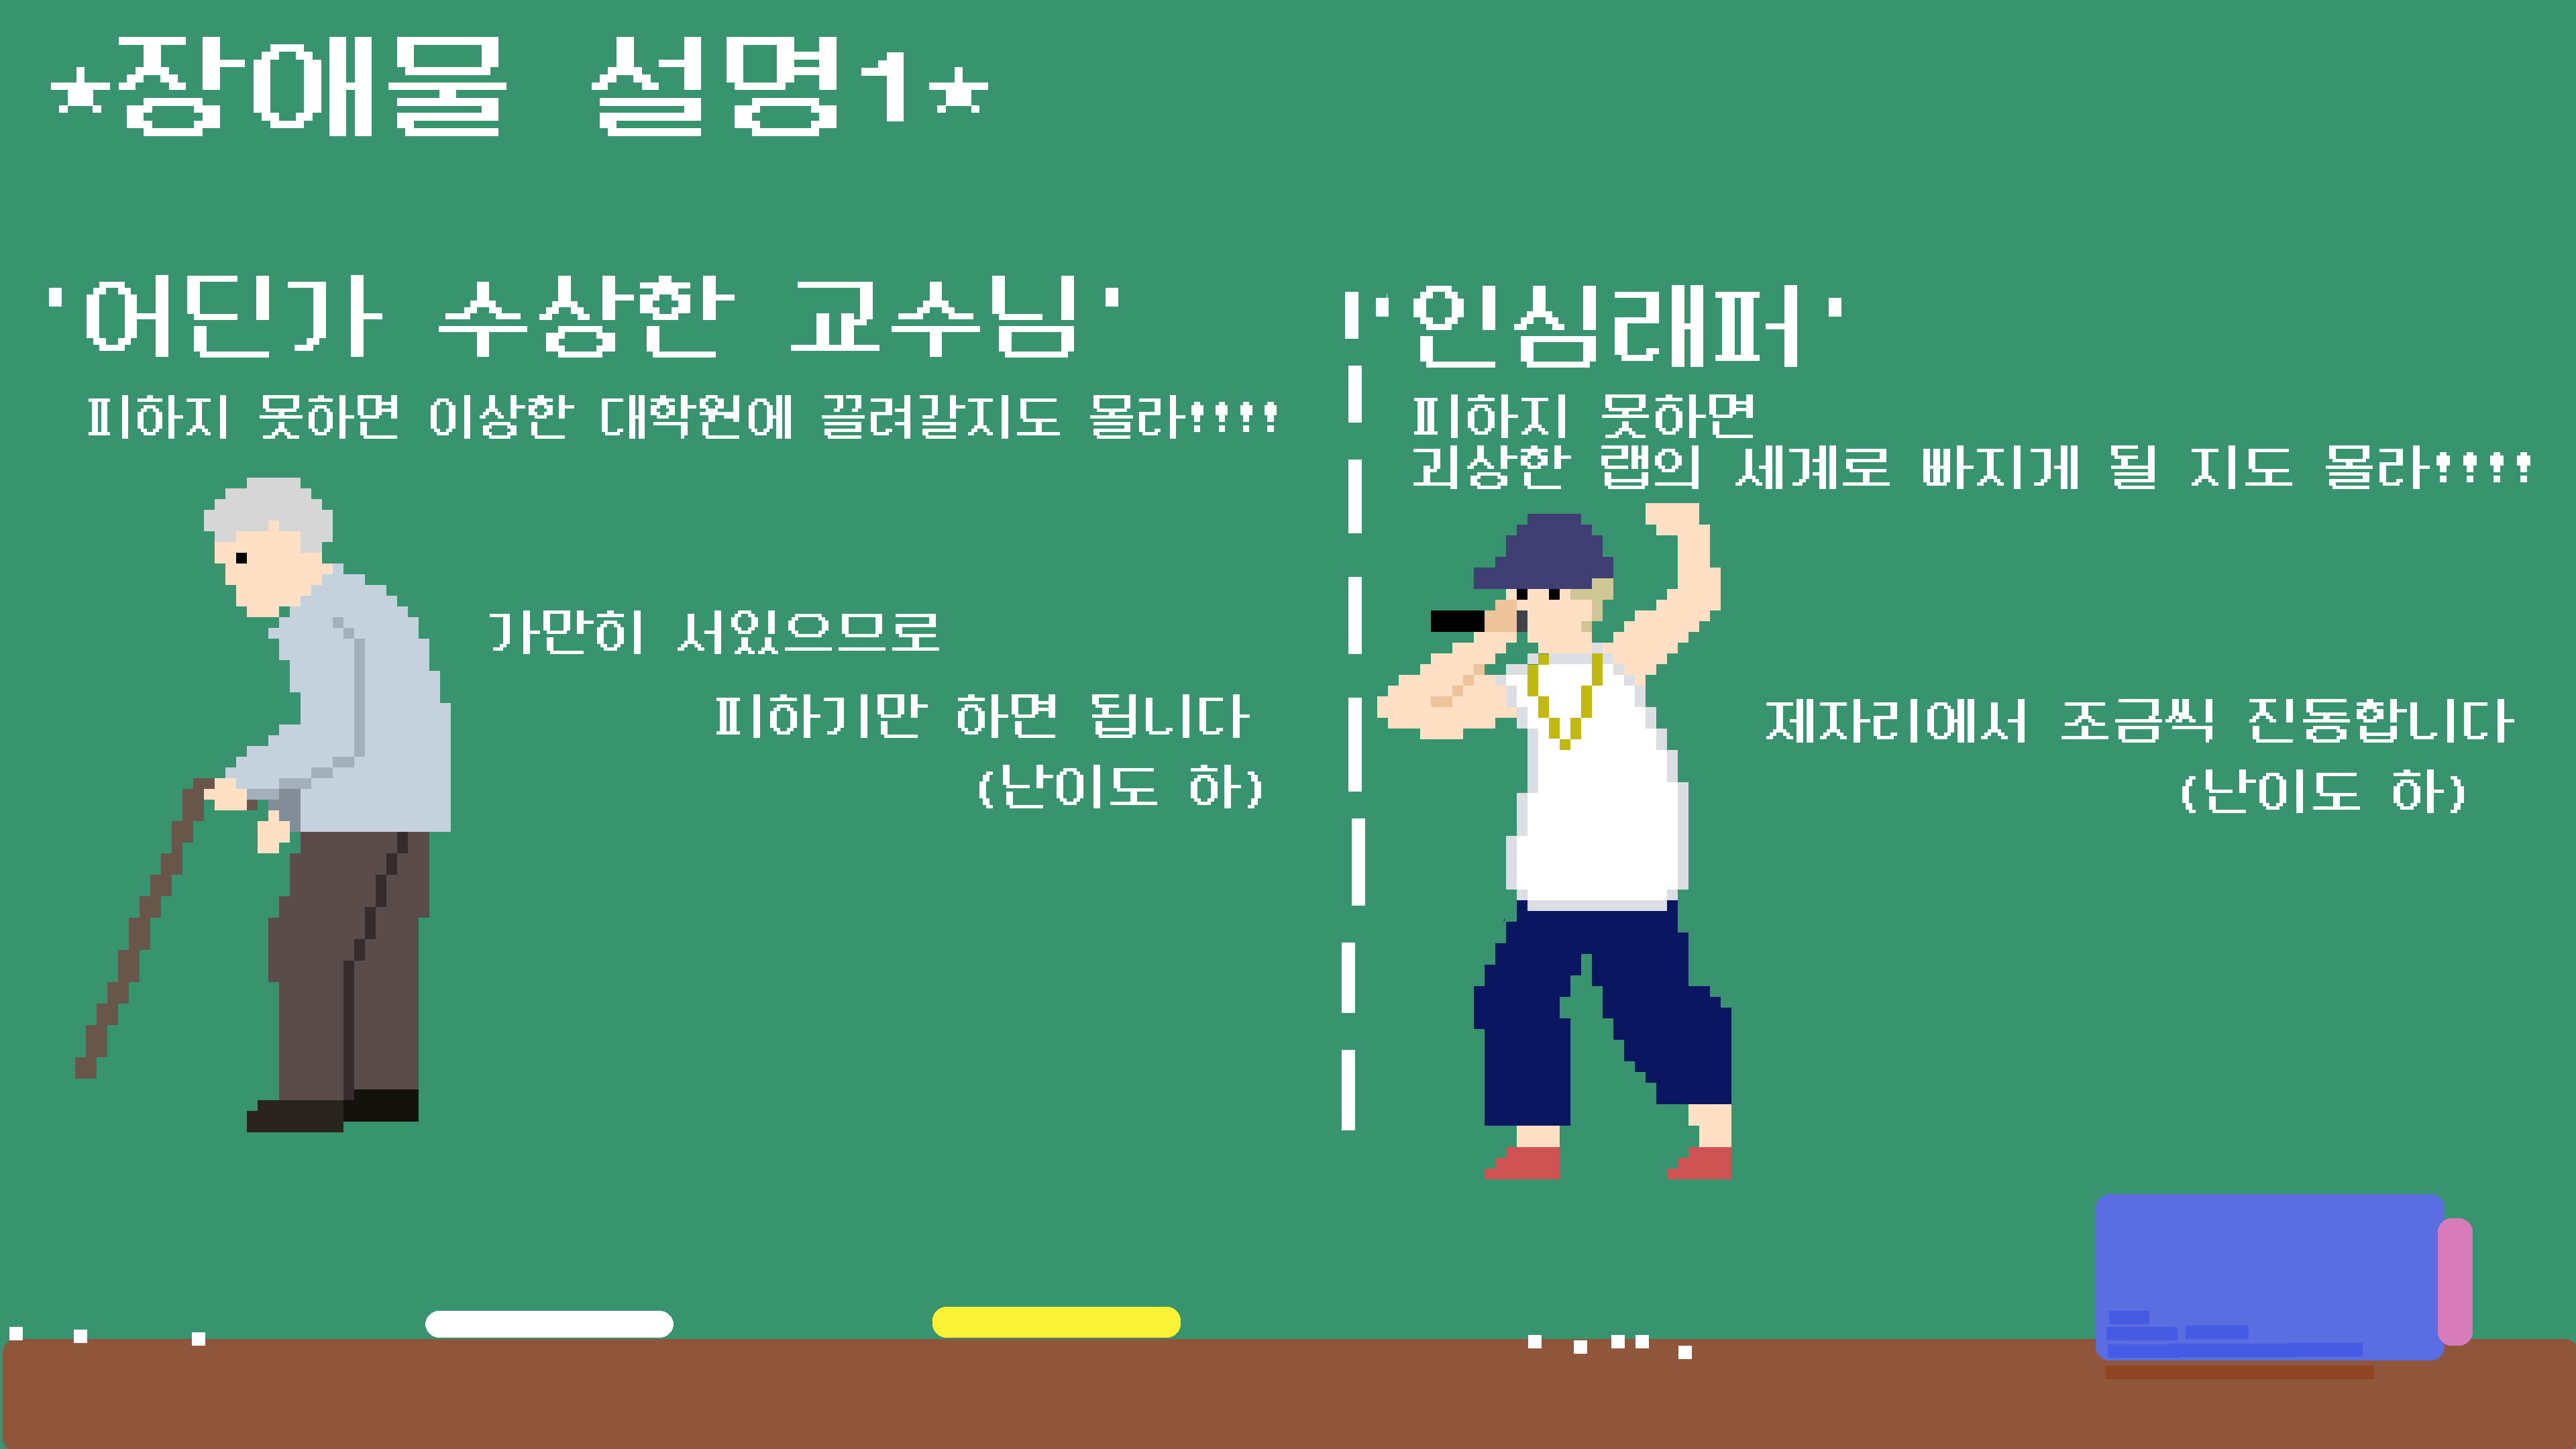 ★장애물 설명1★
'어딘가 수상한 교수님'
피하지 못하면 이상한 대학원에 끌려갈지도 몰라!!!!
가만히 서있으므로
피하기만 하면 됩니다
(난이도 하)
'인심래퍼'
피하지 못하면
괴상한 랩의 세계로 빠지게 될 지도 몰라!!!!
제자리에서 조금씩 진동합니다
(난이도 하)